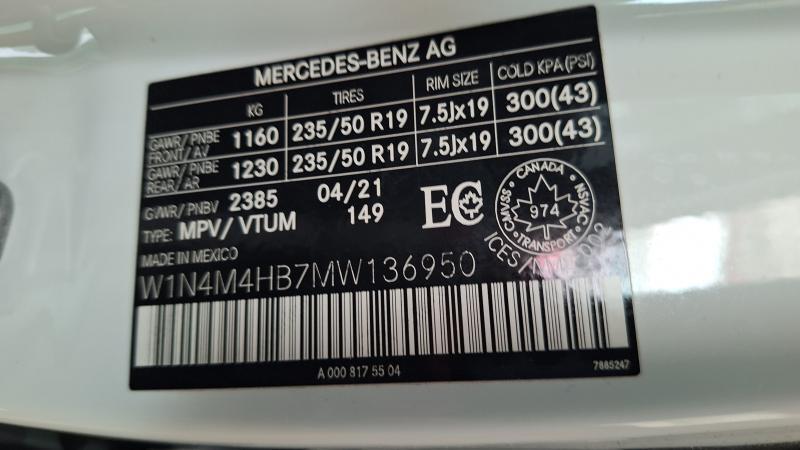 MERCEDES-BENZ AG
KG TIRES RIM SIZE COLD KPA(PSI)
GAWR/PNBE FRONT/AV 1160 235/50 R19 7.5Jx19 300(43)
GAWR/PNBE REAR/AR 1230 235/50 R19 7.5Jx19 300(43)
GVWR/PNBV 2385 04/21
TYPE: MPV/VTUM 149
EC
CANADA
CMVSS NSVAC
974
TRANSPORT
MADE IN MEXICO
W1N4M4HB7MW136950
A 000 817 55 04
7885247